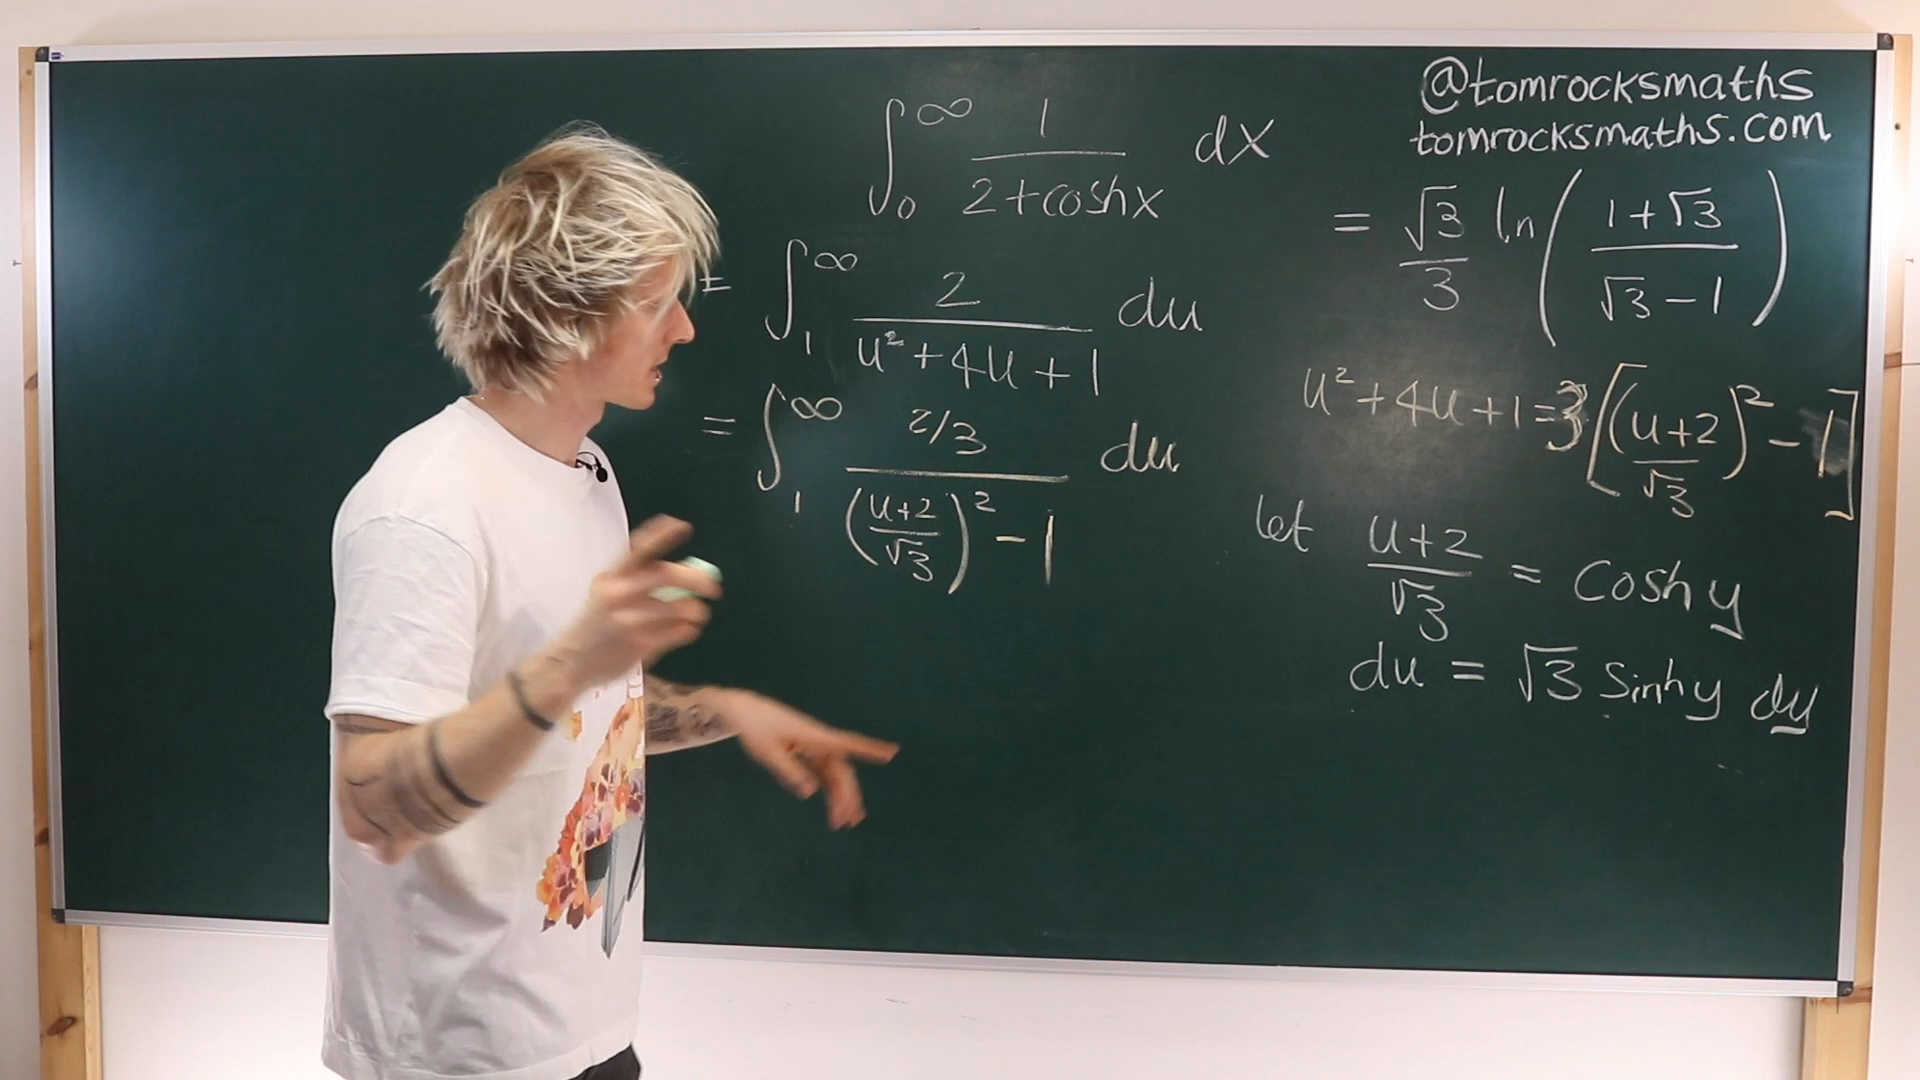 @tomrocksmaths
tomrocksmaths.com
∫₀^∞ 1/(2+coshx) dx
= √3/3 ln((1+√3)/(√3−1))
= ∫₁^∞ 2/(u²+4u+1) du
u²+4u+1=3[((u+2)/√3)²−1]
= ∫₁^∞ (2/3)/(((u+2)/√3)²−1) du
let (u+2)/√3 = coshy
du = √3 sinhy dy